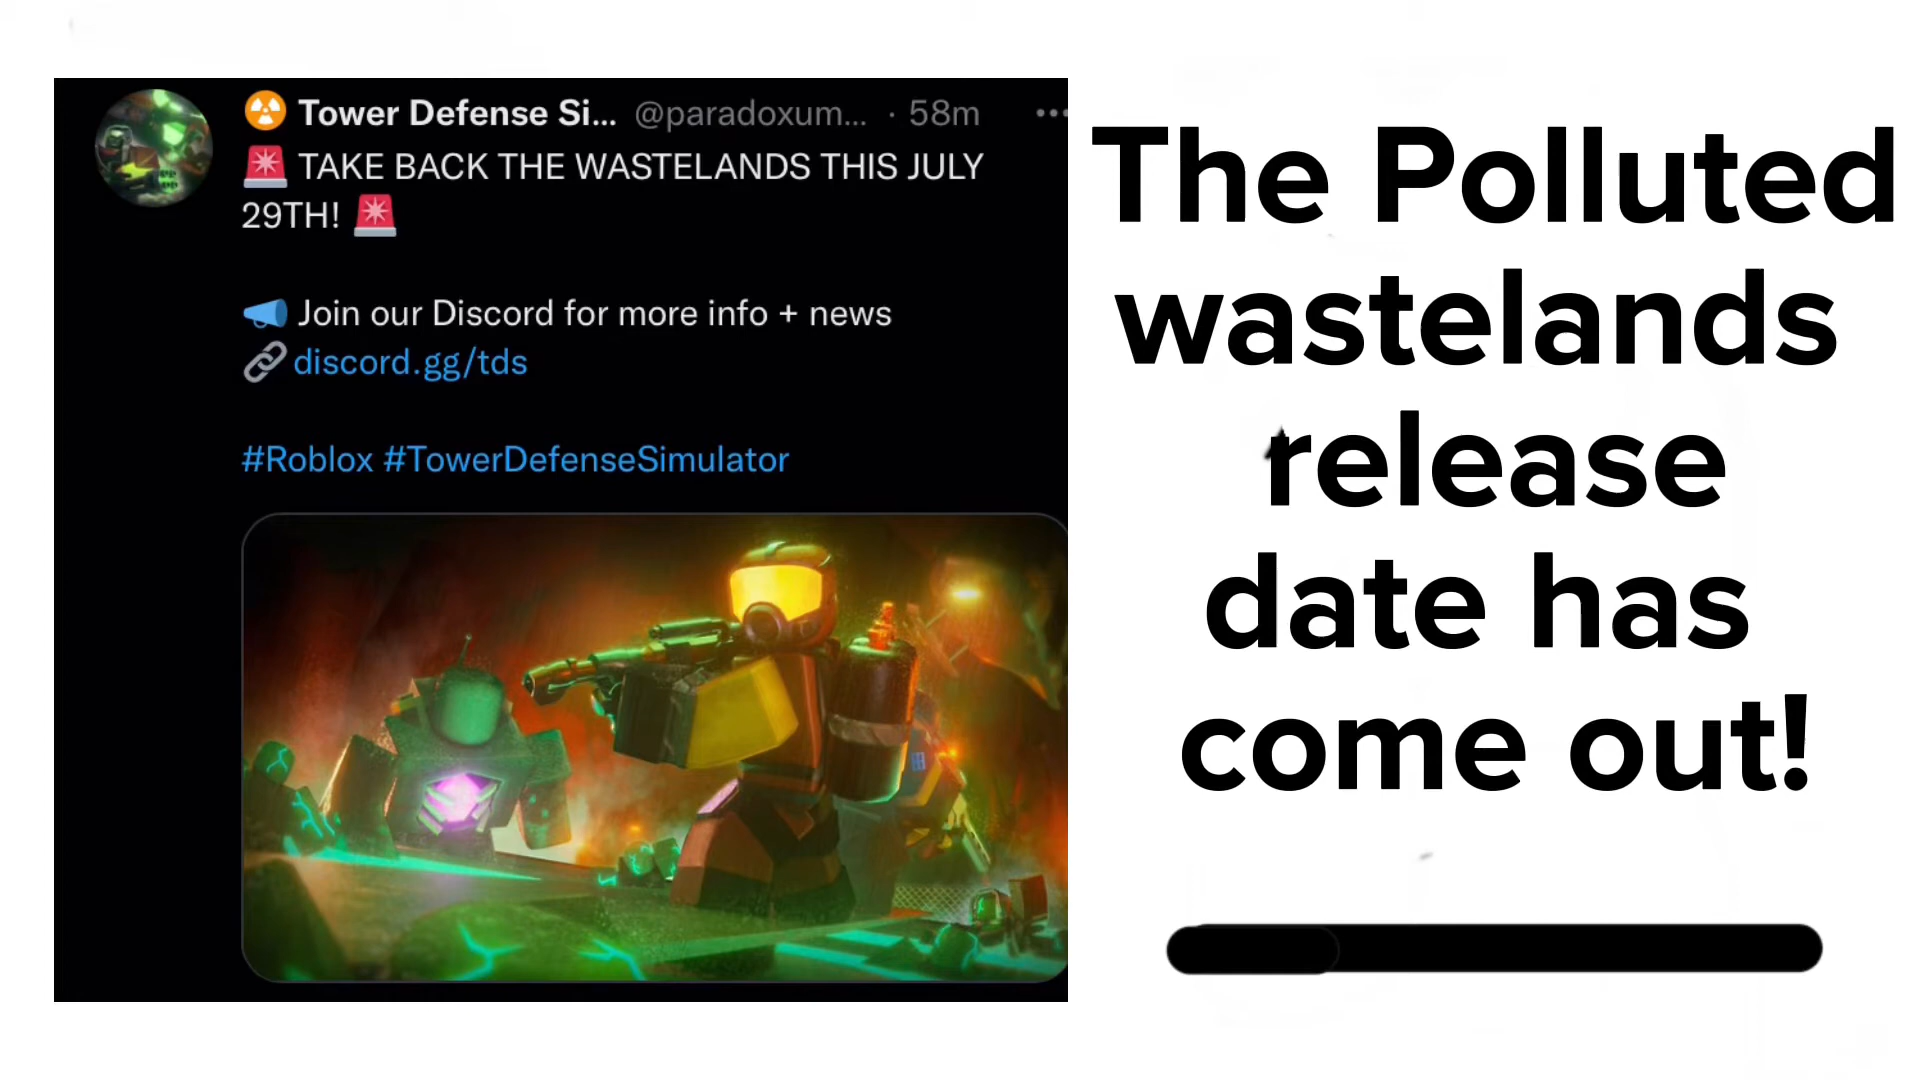 Tower Defense Si... @paradoxum... · 58m
TAKE BACK THE WASTELANDS THIS JULY
29TH!
Join our Discord for more info + news
discord.gg/tds
#Roblox #TowerDefenseSimulator
The Polluted
wastelands
release
date has
come out!